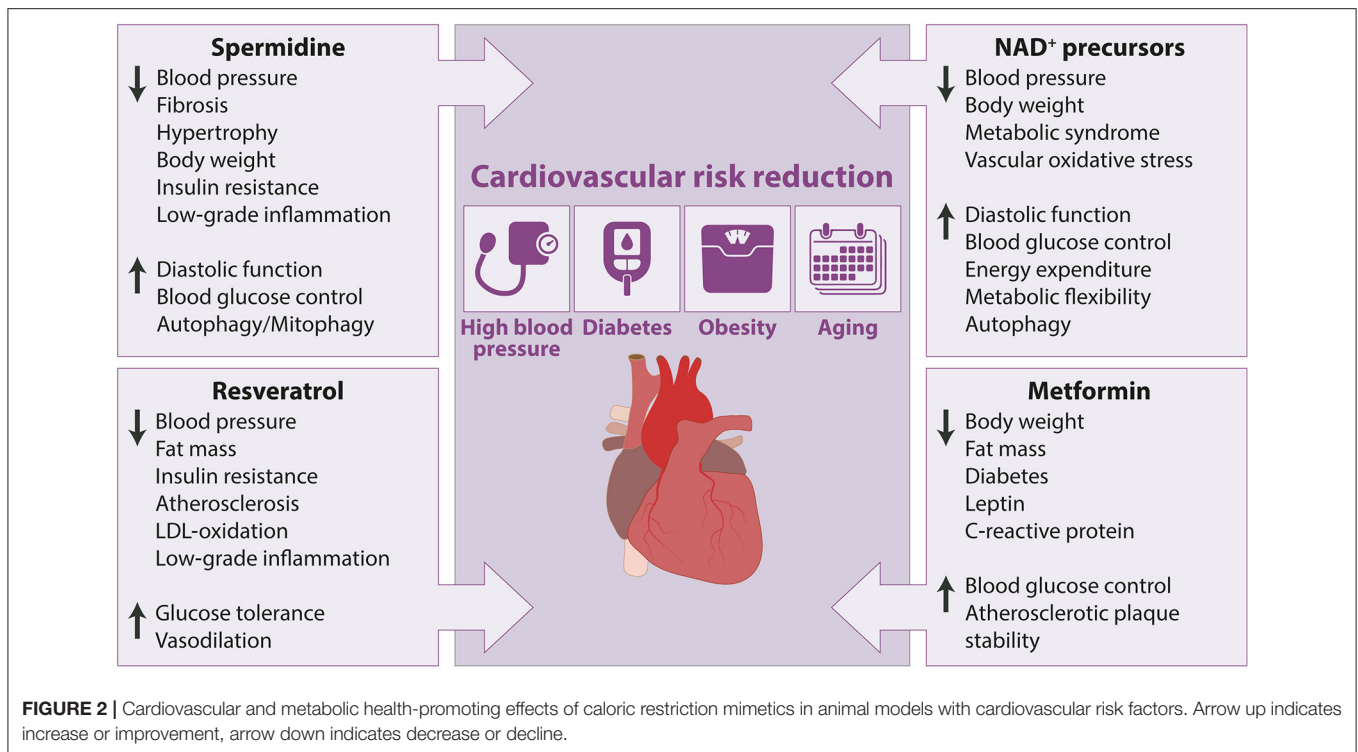 Spermidine
Blood pressure
Fibrosis
Hypertrophy
Body weight
Insulin resistance
Low-grade inflammation
Diastolic function
Blood glucose control
Autophagy/Mitophagy
Resveratrol
Blood pressure
Fat mass
Insulin resistance
Atherosclerosis
LDL-oxidation
Low-grade inflammation
Glucose tolerance
Vasodilation
Cardiovascular risk reduction
High blood
pressure
Diabetes
Obesity
Aging
NAD⁺ precursors
Blood pressure
Body weight
Metabolic syndrome
Vascular oxidative stress
Diastolic function
Blood glucose control
Energy expenditure
Metabolic flexibility
Autophagy
Metformin
Body weight
Fat mass
Diabetes
Leptin
C-reactive protein
Blood glucose control
Atherosclerotic plaque
stability
FIGURE 2 | Cardiovascular and metabolic health-promoting effects of caloric restriction mimetics in animal models with cardiovascular risk factors. Arrow up indicates
increase or improvement, arrow down indicates decrease or decline.